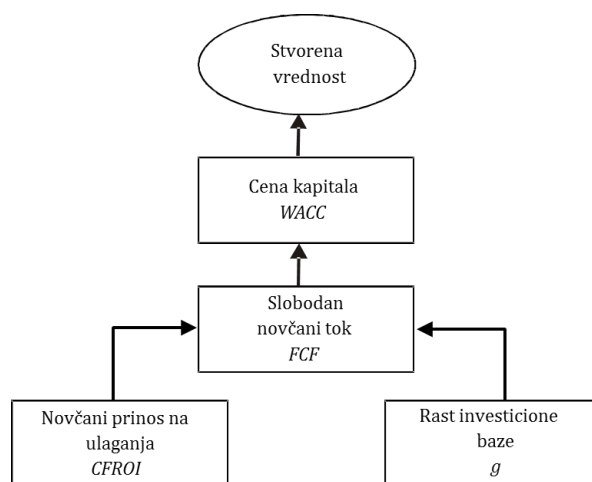 Stvorena
vrednost
Cena kapitala
WACC
Slobodan
novčani tok
FCF
Novčani prinos na
ulaganja
CFROI
Rast investicione
baze
g